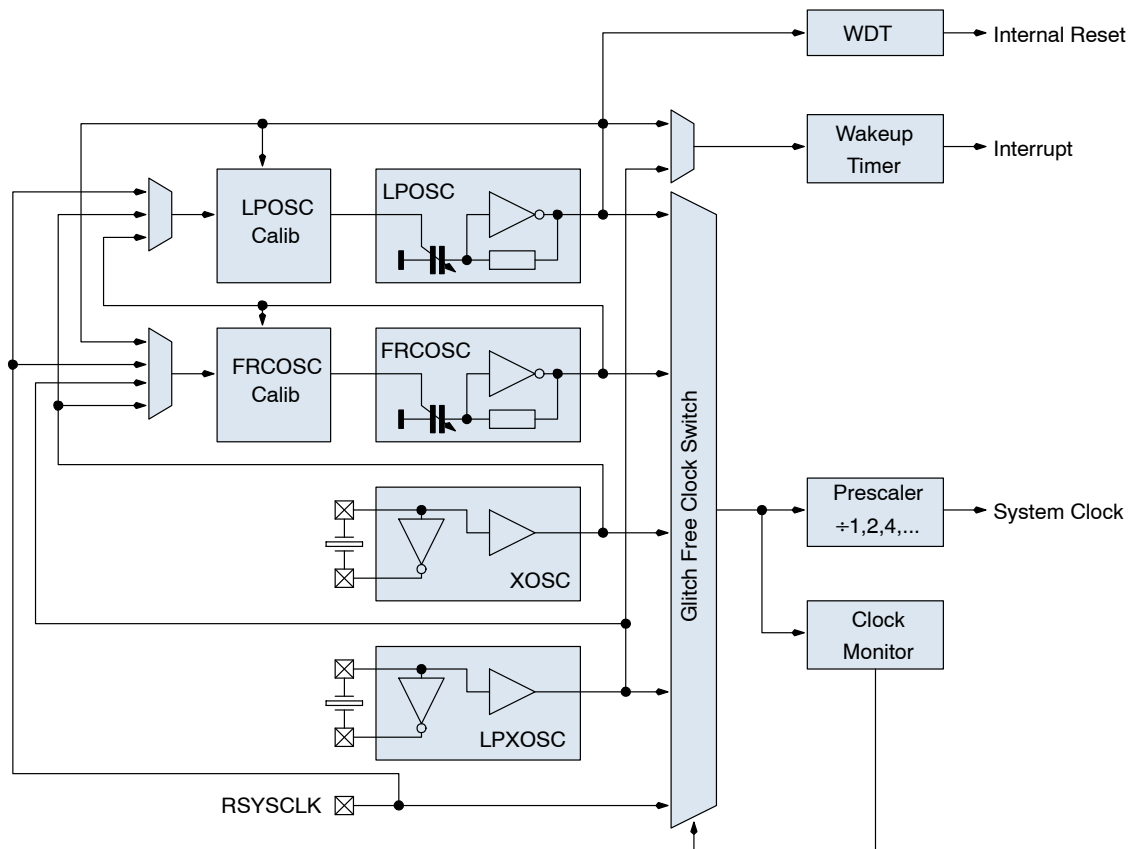 WDT
Internal Reset
Wakeup
Timer
Interrupt
LPOSC
Calib
LPOSC
FRCOSC
Calib
FRCOSC
Glitch Free Clock Switch
XOSC
Prescaler
÷1,2,4,...
System Clock
Clock
Monitor
LPXOSC
RSYSCLK